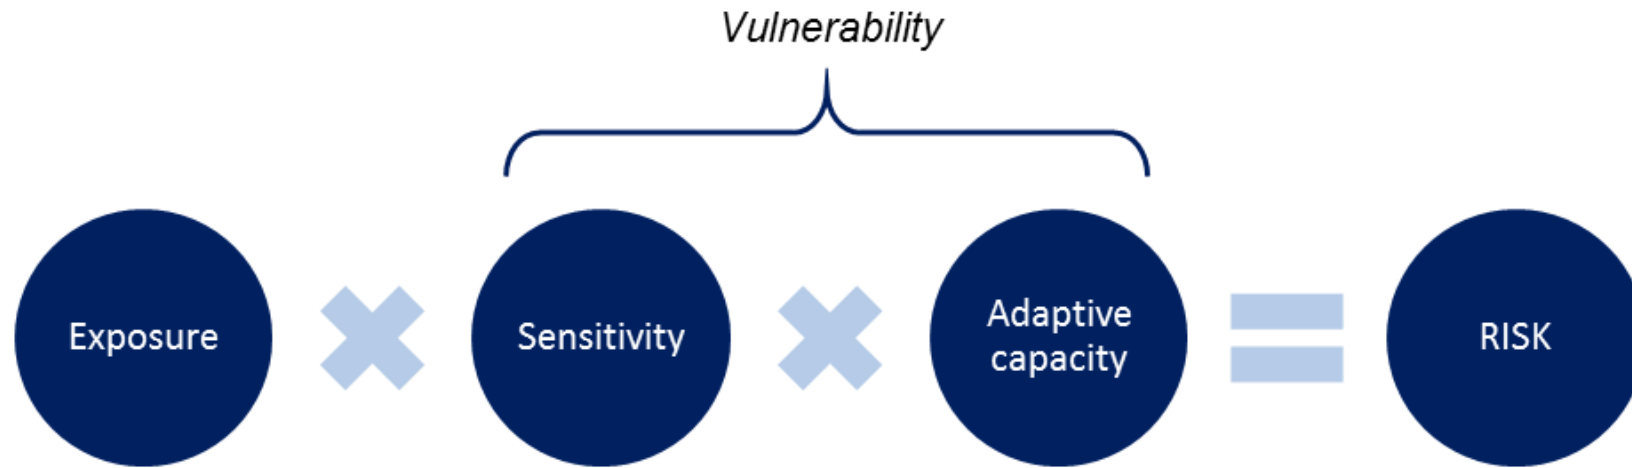 Vulnerability
Exposure
Sensitivity
Adaptive
capacity
RISK